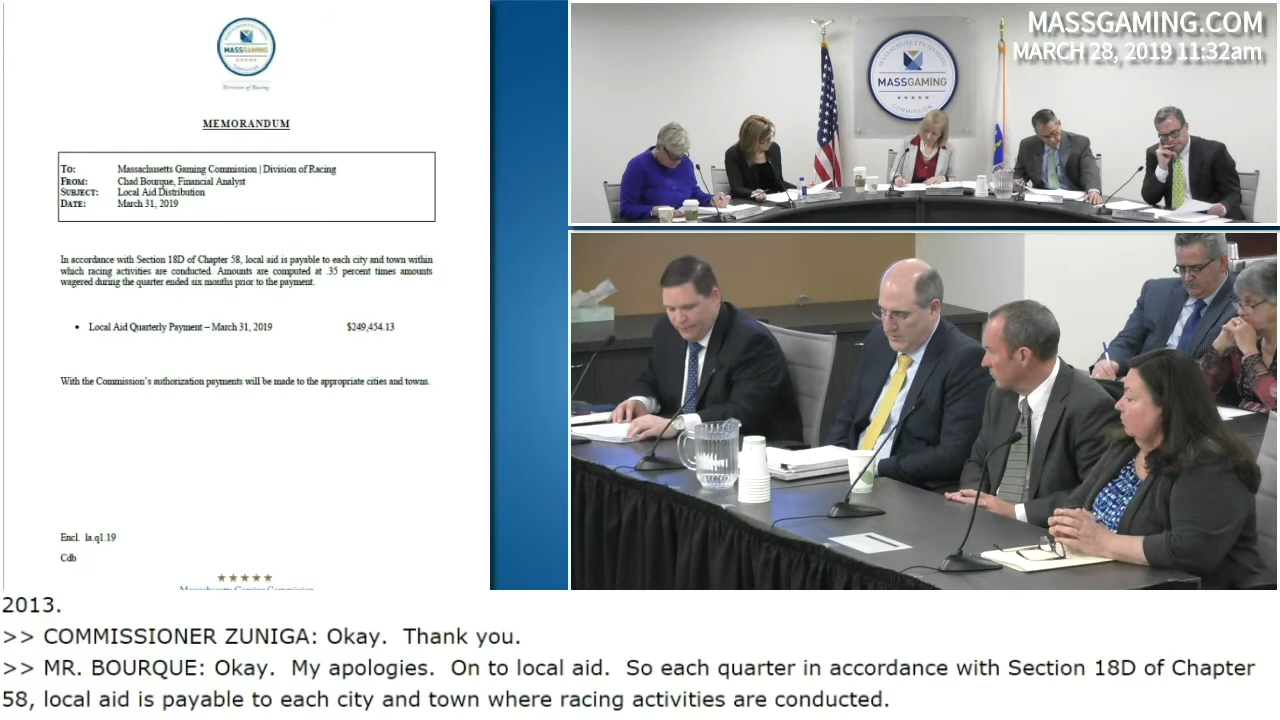 MASSGAMING
COMMISSION
Division of Racing
MEMORANDUM
TO: Massachusetts Gaming Commission | Division of Racing
FROM: Chad Bourque, Financial Analyst
SUBJECT: Local Aid Distribution
DATE: March 31, 2019
In accordance with Section 18D of Chapter 58, local aid is payable to each city and town within
which racing activities are conducted. Amounts are computed at .35 percent times amounts
wagered during the quarter ended six months prior to the payment.
• Local Aid Quarterly Payment – March 31, 2019 $249,454.13
With the Commission's authorization payments will be made to the appropriate cities and towns.
Encl. la.q1.19
Cdb
★★★★★
Massachusetts Gaming Commission
MASSGAMING.COM
MARCH 28, 2019 11:32am
MASSACHUSETTS GAMING
MASSGAMING
COMMISSION
2013.
>> COMMISSIONER ZUNIGA: Okay. Thank you.
>> MR. BOURQUE: Okay. My apologies. On to local aid. So each quarter in accordance with Section 18D of Chapter
58, local aid is payable to each city and town where racing activities are conducted.